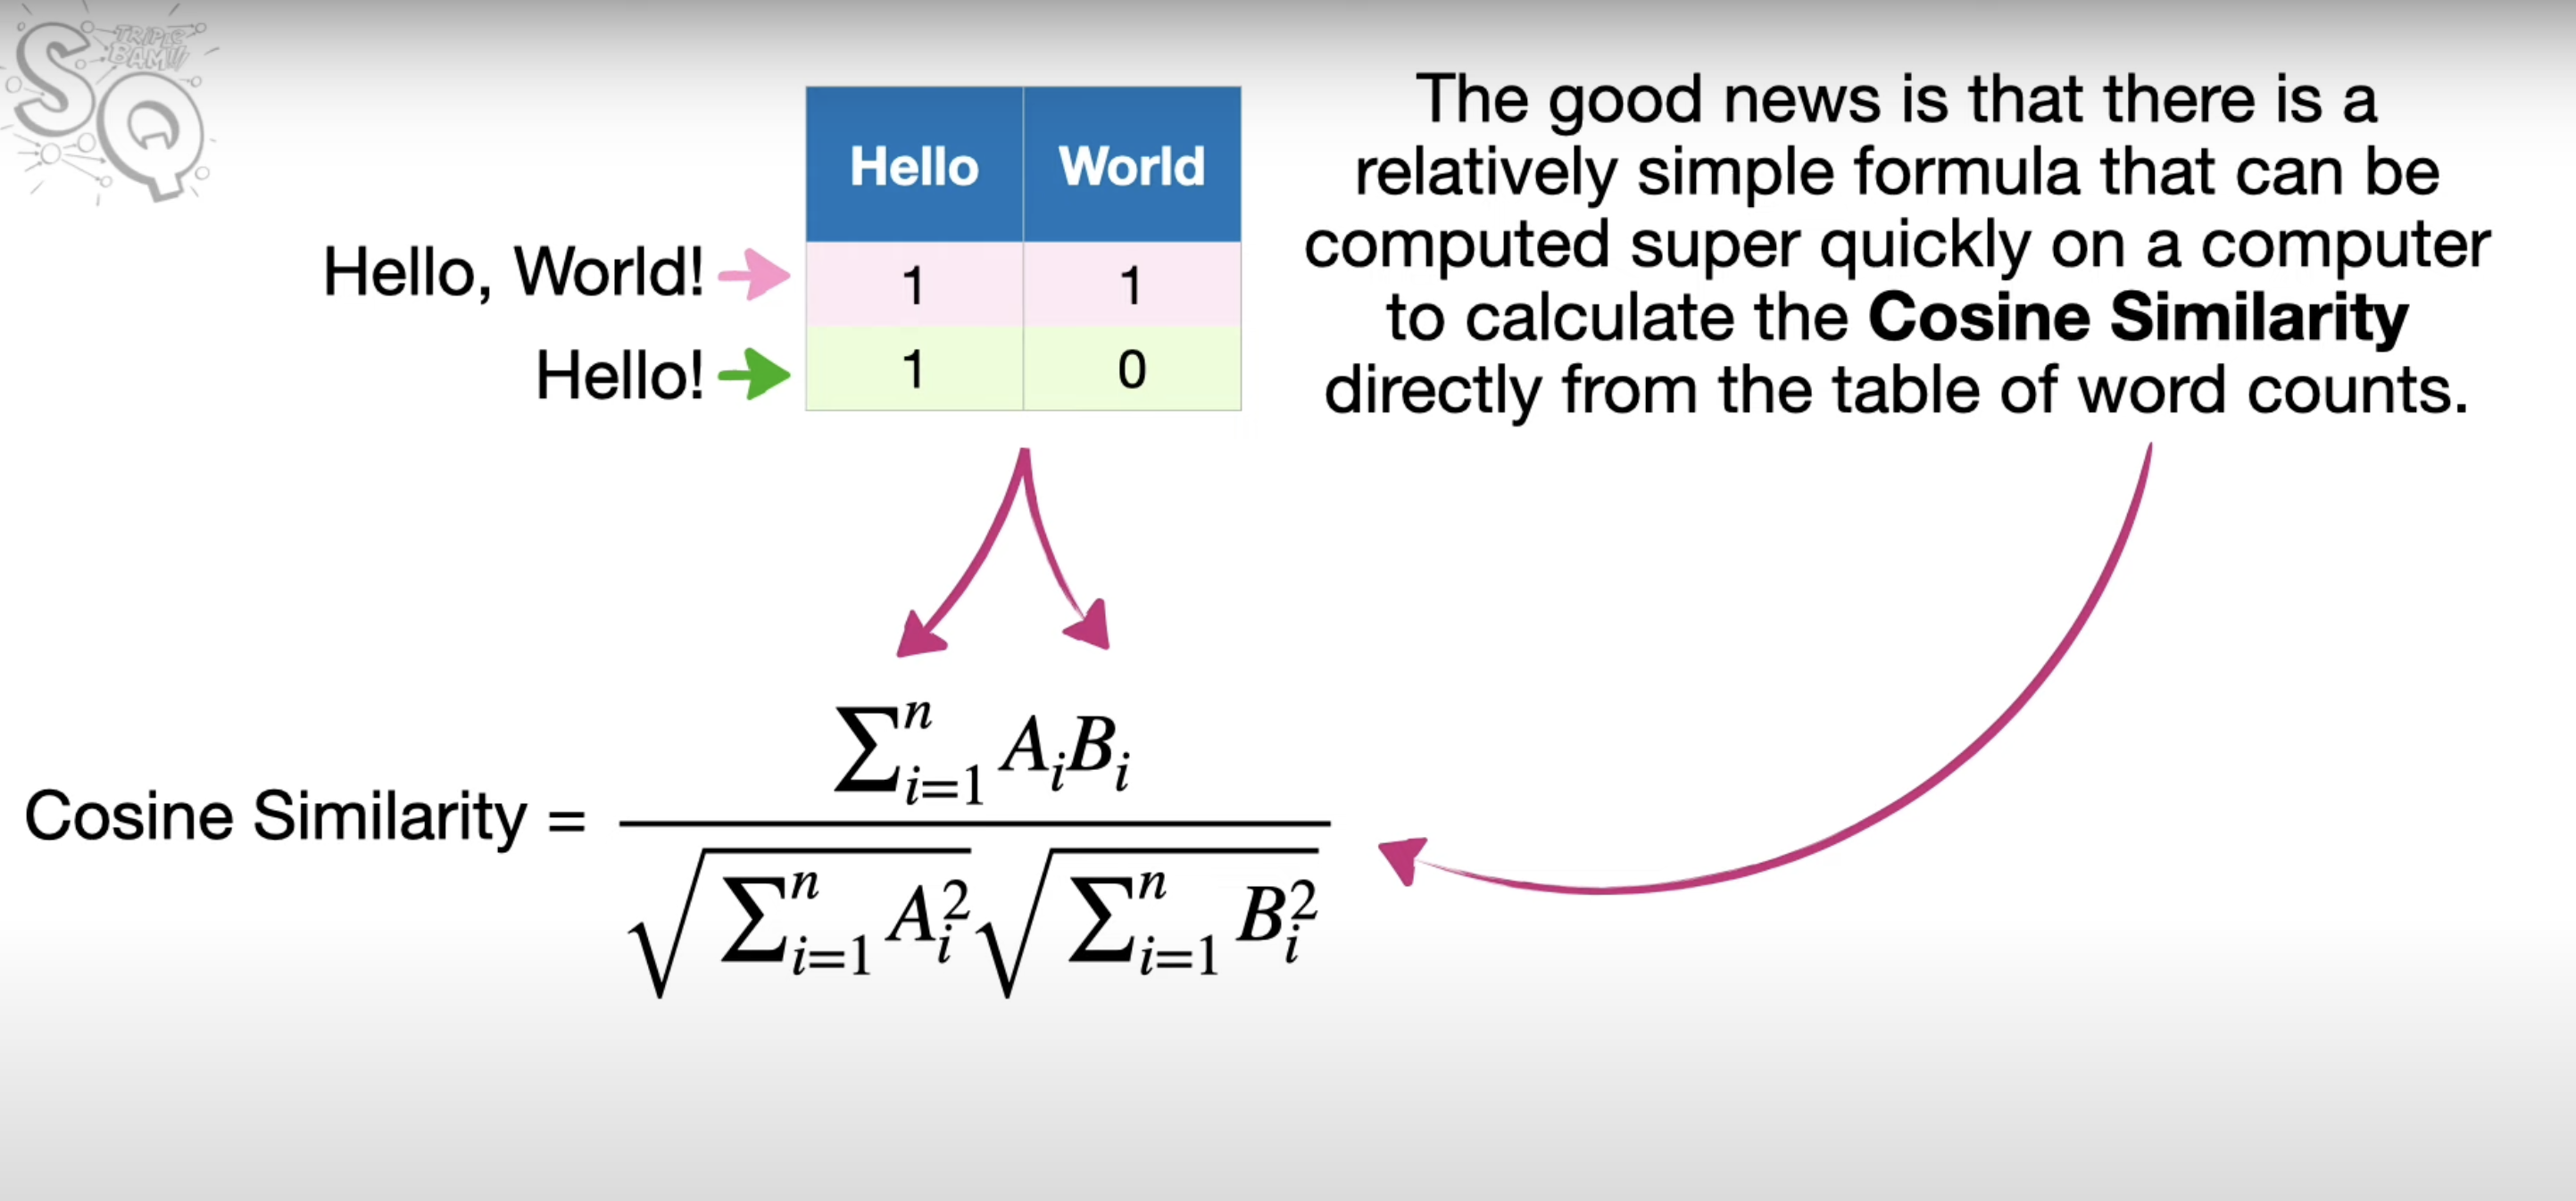 SQ
TRIPLE
BAM!!!
The good news is that there is a
relatively simple formula that can be
computed super quickly on a computer
to calculate the Cosine Similarity
directly from the table of word counts.
Hello World
Hello, World! 1 1
Hello! 1 0
Cosine Similarity = \frac{\sum_{i=1}^{n} A_i B_i}{\sqrt{\sum_{i=1}^{n} A_i^2} \sqrt{\sum_{i=1}^{n} B_i^2}}